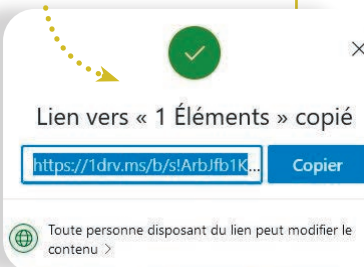 Lien vers « 1 Éléments » copié
https://1drv.ms/b/s!ArbJfb1K...
Copier
Toute personne disposant du lien peut modifier le
contenu >